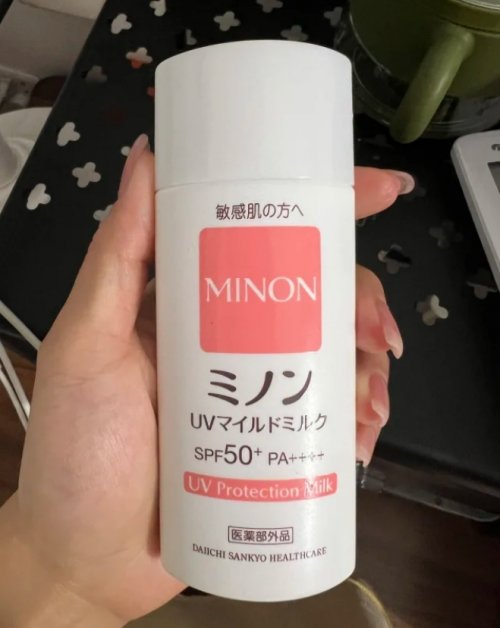 敏感肌の方へ
MINON
ミノン
UVマイルドミルク
SPF50+ PA++++
UV Protection Milk
医薬部外品
DAIICHI SANKYO HEALTHCARE